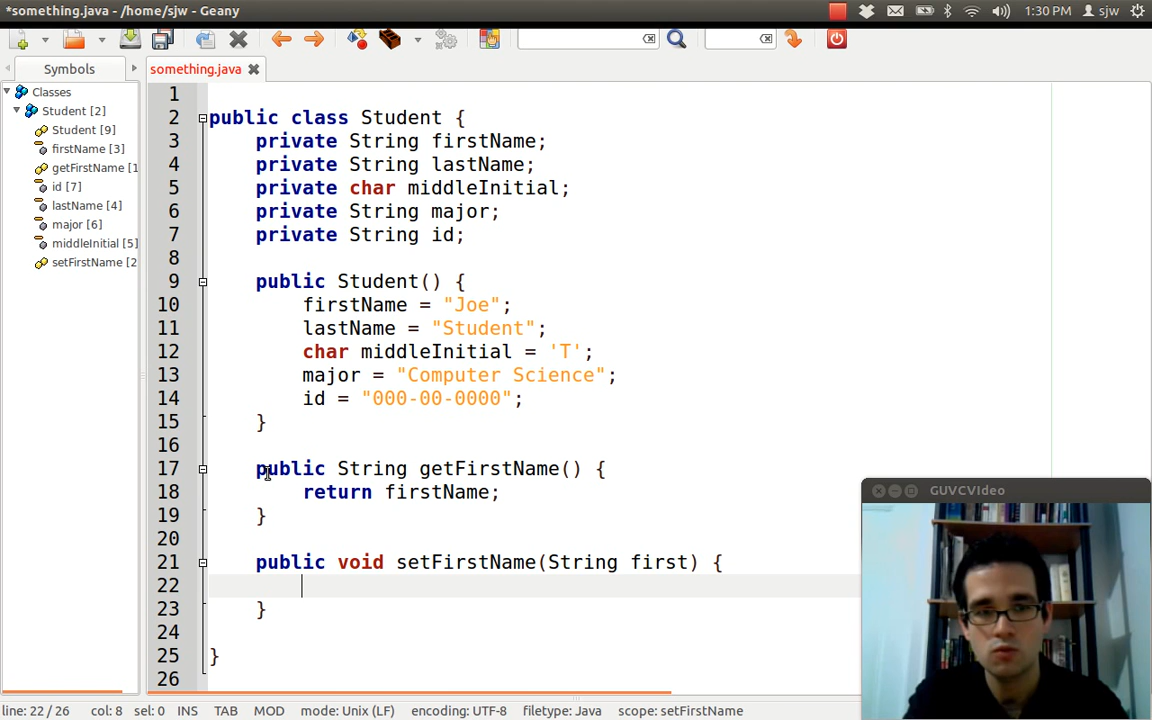 *something.java - /home/sjw - Geany
1:30 PM sjw
Symbols
something.java
Classes
Student [2]
Student [9]
firstName [3]
getFirstName [1
id [7]
lastName [4]
major [6]
middleInitial [5]
setFirstName [2
1
2 public class Student {
3 private String firstName;
4 private String lastName;
5 private char middleInitial;
6 private String major;
7 private String id;
8
9 public Student() {
10 firstName = "Joe";
11 lastName = "Student";
12 char middleInitial = 'T';
13 major = "Computer Science";
14 id = "000-00-0000";
15 }
16
17 public String getFirstName() {
18 return firstName;
19 }
20
21 public void setFirstName(String first) {
22
23 }
24
25 }
26
GUVCVIdeo
line: 22 / 26 col: 8 sel: 0 INS TAB MOD mode: Unix (LF) encoding: UTF-8 filetype: Java scope: setFirstName